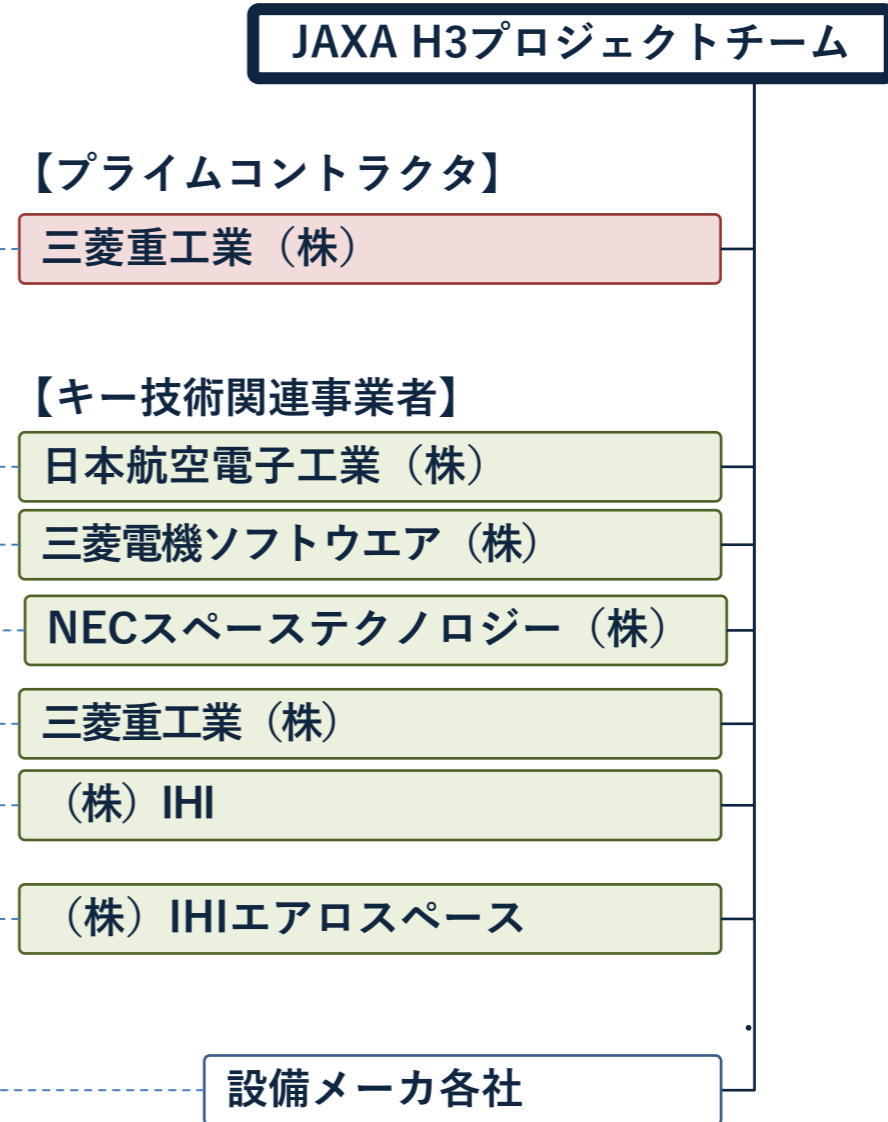 JAXA H3プロジェクトチーム
【プライムコントラクタ】
三菱重工業（株）
【キー技術関連事業者】
日本航空電子工業（株）
三菱電機ソフトウエア（株）
NECスペーステクノロジー（株）
三菱重工業（株）
（株）IHI
（株）IHIエアロスペース
設備メーカ各社